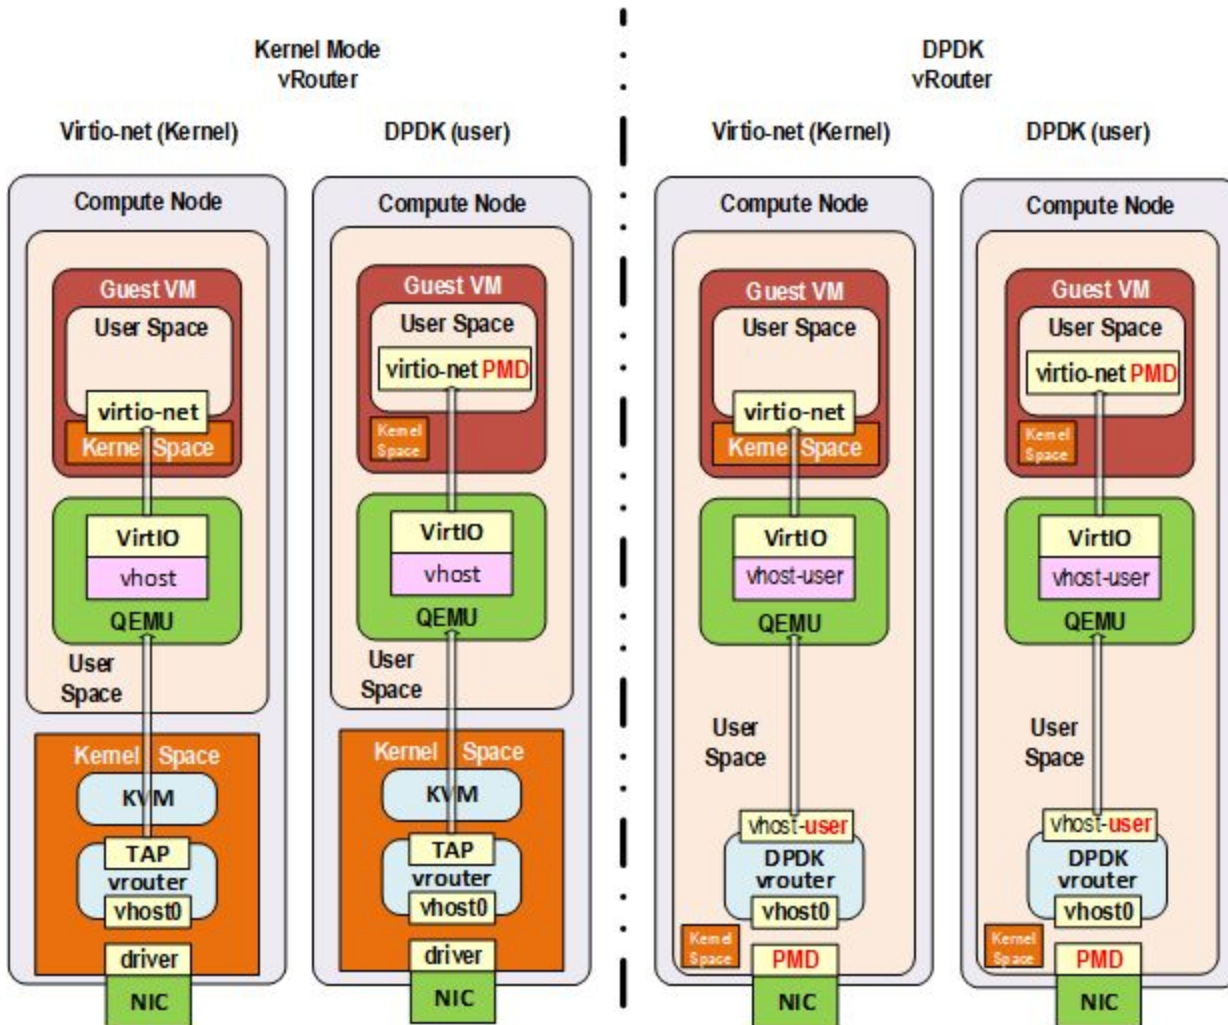 Kernel Mode
vRouter
DPDK
vRouter
Virtio-net (Kernel)
DPDK (user)
Virtio-net (Kernel)
DPDK (user)
Compute Node
Guest VM
User Space
virtio-net
Kernel Space
VirtIO
vhost
QEMU
User
Space
Kernel Space
KVM
TAP
vrouter
vhost0
driver
NIC
Compute Node
Guest VM
User Space
virtio-net PMD
Kernel
Space
VirtIO
vhost
QEMU
User
Space
Kernel Space
KVM
TAP
vrouter
vhost0
driver
NIC
Compute Node
Guest VM
User Space
virtio-net
Kernel Space
VirtIO
vhost-user
QEMU
User
Space
vhost-user
DPDK
vrouter
vhost0
Kernel
Space
PMD
NIC
Compute Node
Guest VM
User Space
virtio-net PMD
Kernel
Space
VirtIO
vhost-user
QEMU
User
Space
vhost-user
DPDK
vrouter
vhost0
Kernel
Space
PMD
NIC